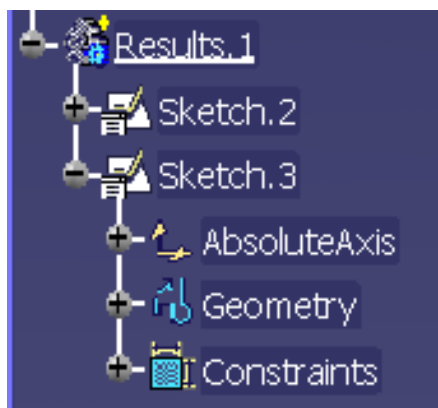 Results.1
Sketch.2
Sketch.3
AbsoluteAxis
Geometry
Constraints